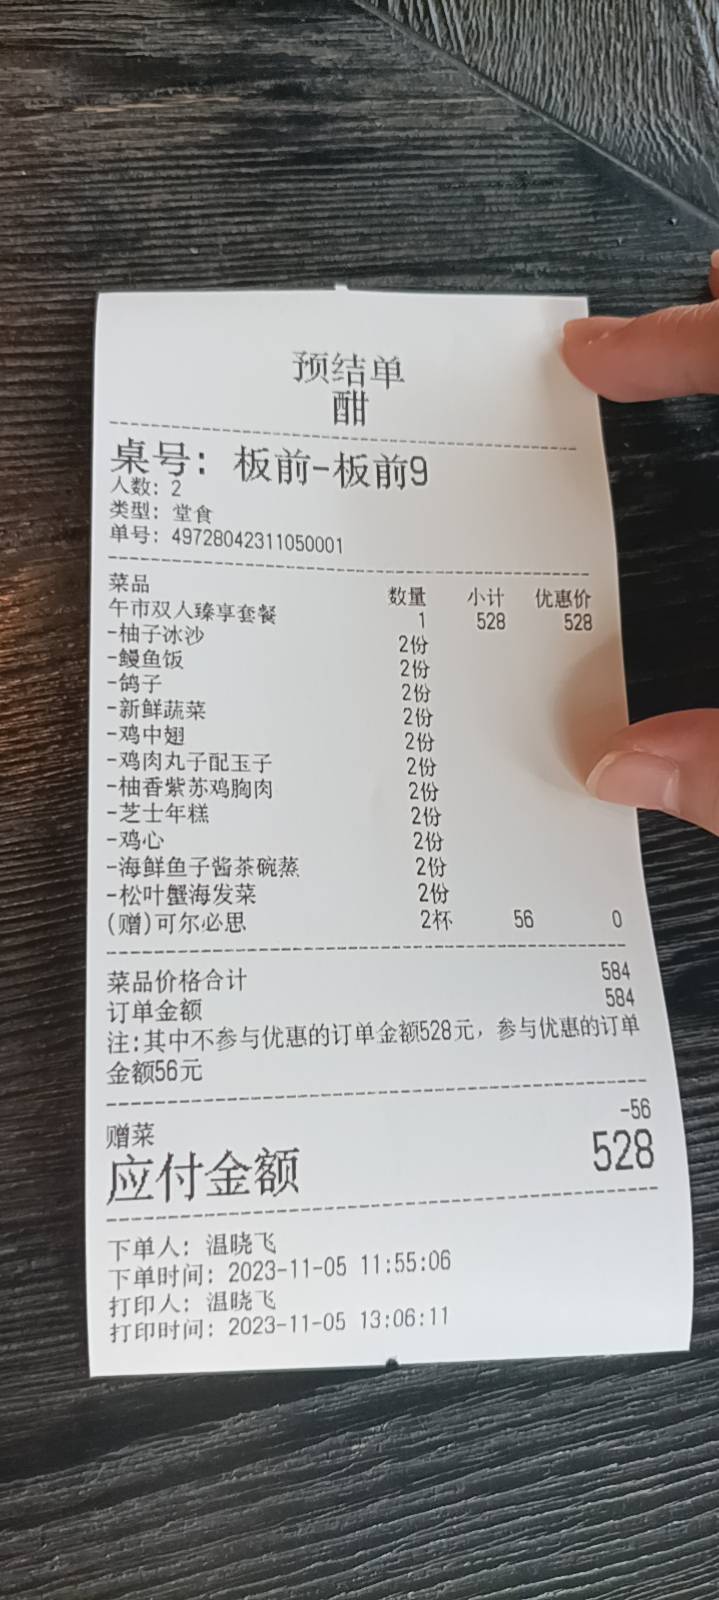 预结单
酣
桌号: 板前-板前9
人数: 2
类型: 堂食
单号: 49728042311050001
菜品 数量 小计 优惠价
午市双人臻享套餐 1 528 528
-柚子冰沙 2份
-鳗鱼饭 2份
-鸽子 2份
-新鲜蔬菜 2份
-鸡中翅 2份
-鸡肉丸子配玉子 2份
-柚香紫苏鸡胸肉 2份
-芝士年糕 2份
-鸡心 2份
-海鲜鱼子酱茶碗蒸 2份
-松叶蟹海发菜 2份
(赠)可尔必思 2杯 56 0
菜品价格合计 584
订单金额 584
注:其中不参与优惠的订单金额528元, 参与优惠的订单
金额56元
赠菜 -56
应付金额 528
下单人: 温晓飞
下单时间: 2023-11-05 11:55:06
打印人: 温晓飞
打印时间: 2023-11-05 13:06:11